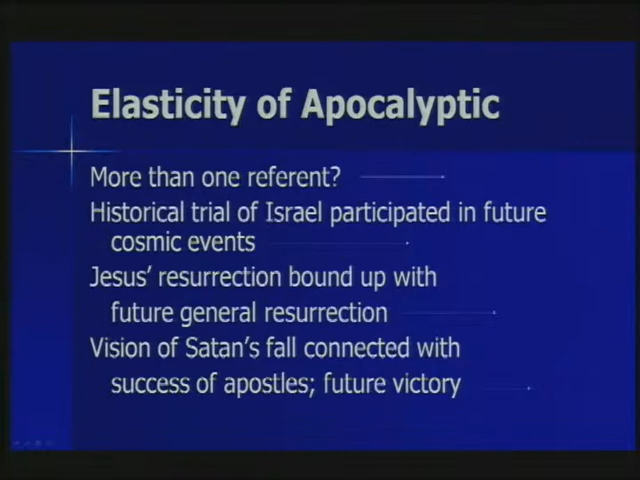 Elasticity of Apocalyptic
More than one referent?
Historical trial of Israel participated in future
cosmic events
Jesus' resurrection bound up with
future general resurrection
Vision of Satan's fall connected with
success of apostles; future victory